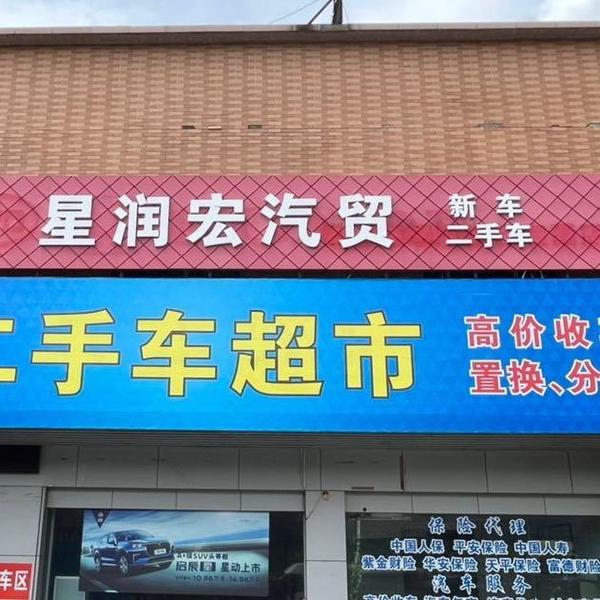 星润宏汽贸
新车
二手车
二手车超市
高价收
置换、分
启辰星 星动上市
保险代理
中国人保 平安保险 中国人寿
紫金财险 华安保险 天平保险 富德财险
汽车服务
车区